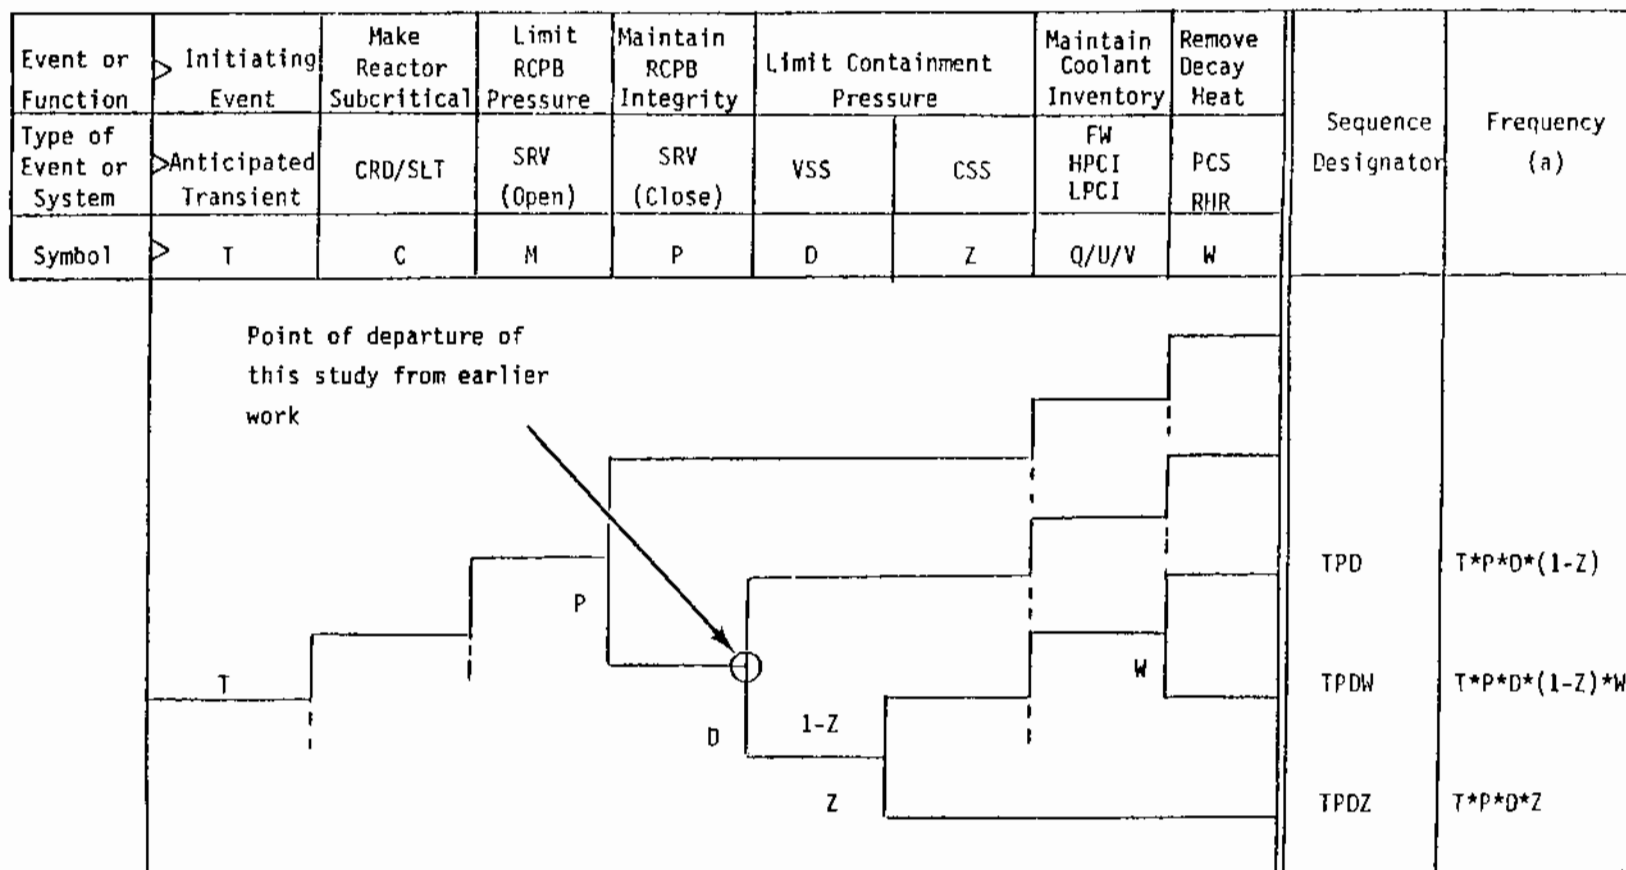 Event or
Function
Initiating
Event
Make
Reactor
Subcritical
Limit
RCPB
Pressure
Maintain
RCPB
Integrity
Limit Containment
Pressure
Maintain
Coolant
Inventory
Remove
Decay
Heat
Type of
Event or
System
Anticipated
Transient
CRD/SLT
SRV
(Open)
SRV
(Close)
VSS
CSS
FW
HPCI
LPCI
PCS
RHR
Sequence
Designator
Frequency
(a)
Symbol
T
C
M
P
D
Z
Q/U/V
W
Point of departure of
this study from earlier
work
P
T
D
1-Z
Z
W
TPD
T*P*D*(1-Z)
TPDW
T*P*D*(1-Z)*W
TPDZ
T*P*D*Z